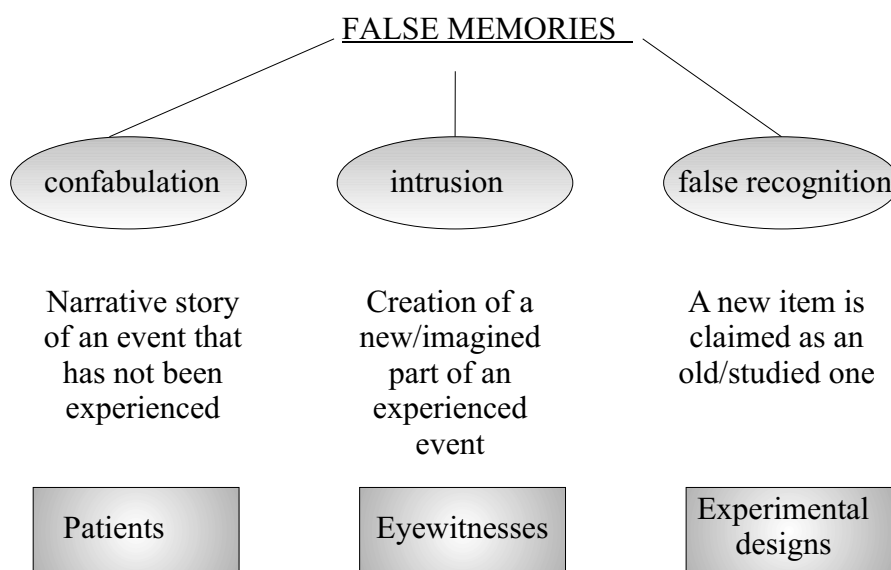 FALSE MEMORIES
confabulation
intrusion
false recognition
Narrative story
of an event that
has not been
experienced
Creation of a
new/imagined
part of an
experienced
event
A new item is
claimed as an
old/studied one
Patients
Eyewitnesses
Experimental
designs